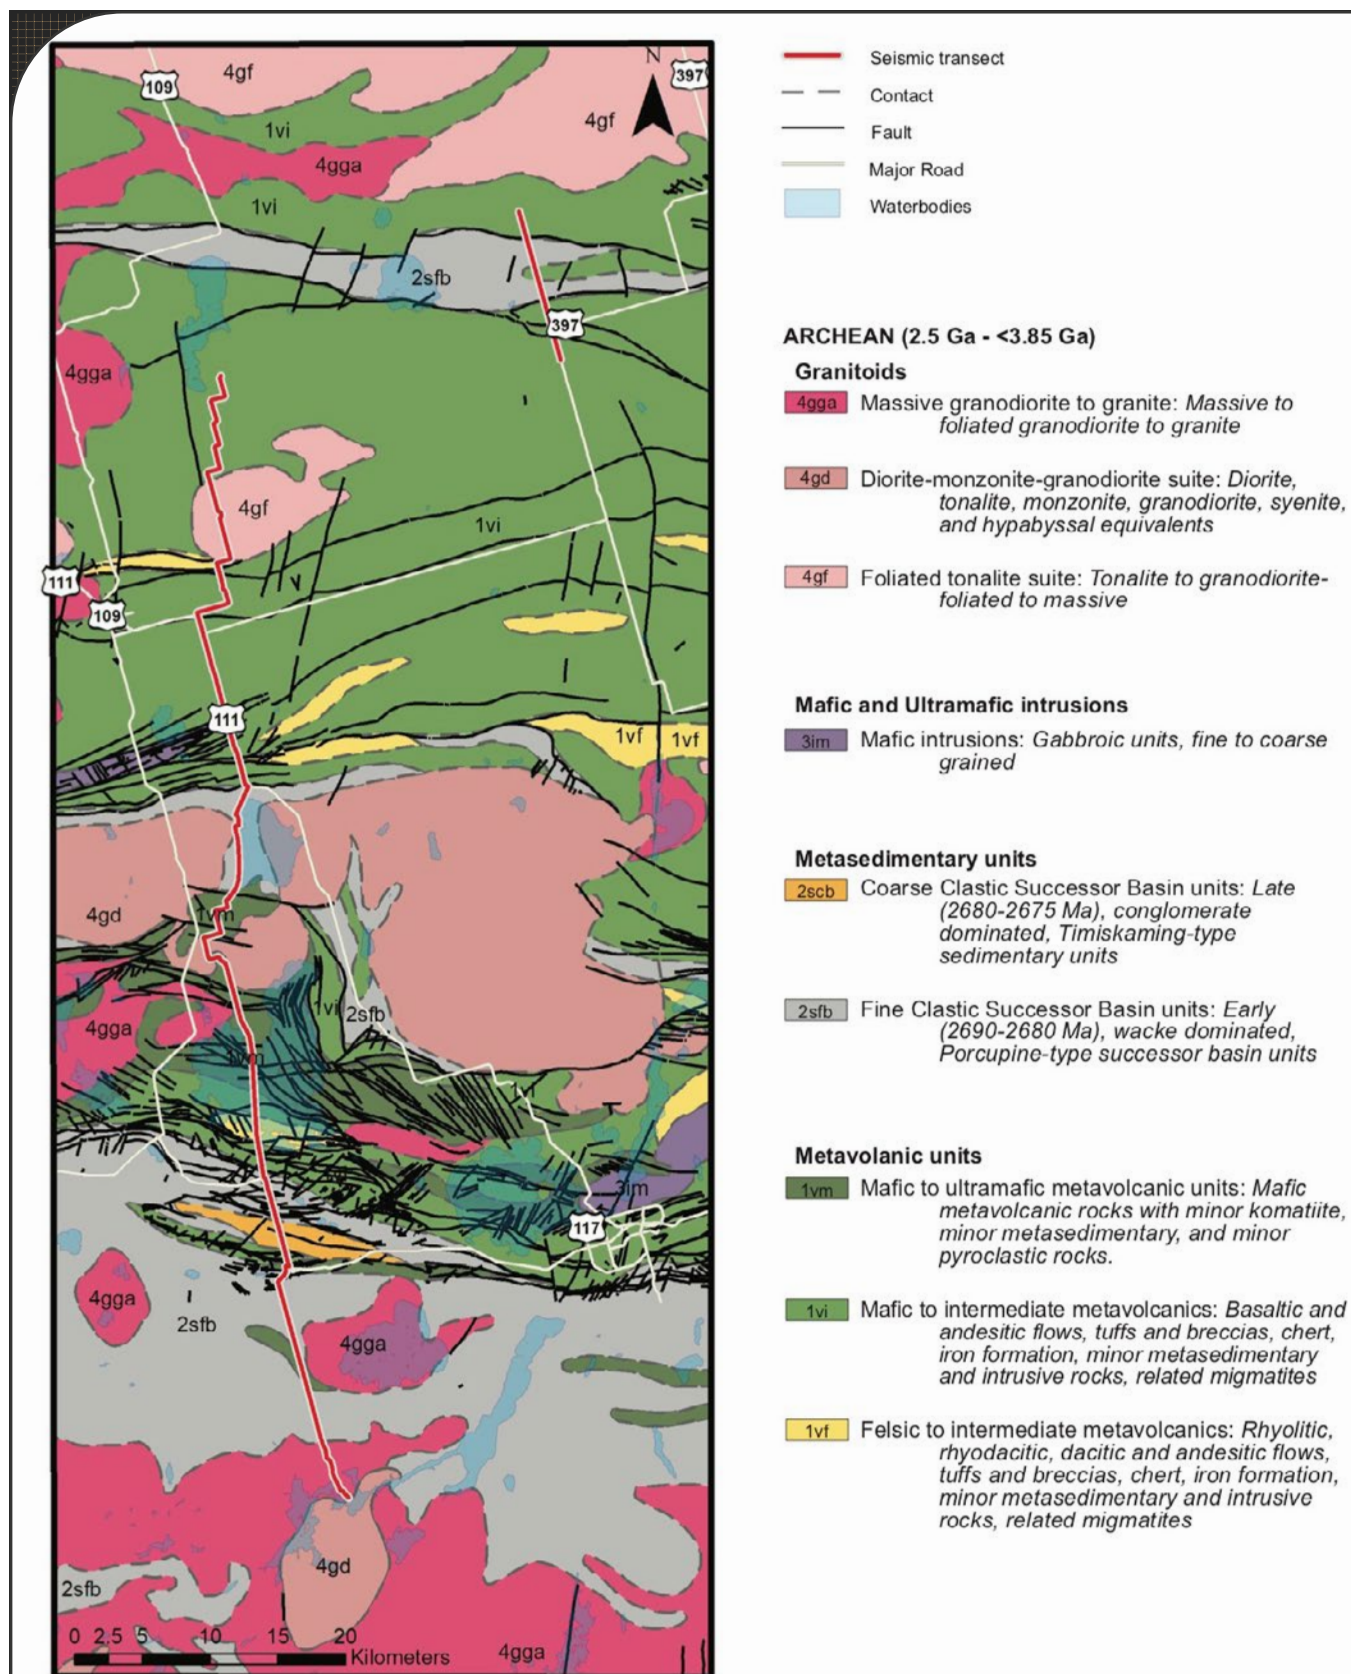 N
109
397
4gf
4gf
1vi
4gga
1vi
2sfb
397
4gga
4gf
1vi
111
109
111
1vf
1vf
4gd
1vm
4gga
1vi
2sfb
1vm
3im
117
4gga
2sfb
4gga
4gd
2sfb
4gga
0 2.5 5 10 15 20
Kilometers
Seismic transect
Contact
Fault
Major Road
Waterbodies
ARCHEAN (2.5 Ga - <3.85 Ga)
Granitoids
4gga Massive granodiorite to granite: Massive to
foliated granodiorite to granite
4gd Diorite-monzonite-granodiorite suite: Diorite,
tonalite, monzonite, granodiorite, syenite,
and hypabyssal equivalents
4gf Foliated tonalite suite: Tonalite to granodiorite-
foliated to massive
Mafic and Ultramafic intrusions
3im Mafic intrusions: Gabbroic units, fine to coarse
grained
Metasedimentary units
2scb Coarse Clastic Successor Basin units: Late
(2680-2675 Ma), conglomerate
dominated, Timiskaming-type
sedimentary units
2sfb Fine Clastic Successor Basin units: Early
(2690-2680 Ma), wacke dominated,
Porcupine-type successor basin units
Metavolanic units
1vm Mafic to ultramafic metavolcanic units: Mafic
metavolcanic rocks with minor komatiite,
minor metasedimentary, and minor
pyroclastic rocks.
1vi Mafic to intermediate metavolcanics: Basaltic and
andesitic flows, tuffs and breccias, chert,
iron formation, minor metasedimentary
and intrusive rocks, related migmatites
1vf Felsic to intermediate metavolcanics: Rhyolitic,
rhyodacitic, dacitic and andesitic flows,
tuffs and breccias, chert, iron formation,
minor metasedimentary and intrusive
rocks, related migmatites